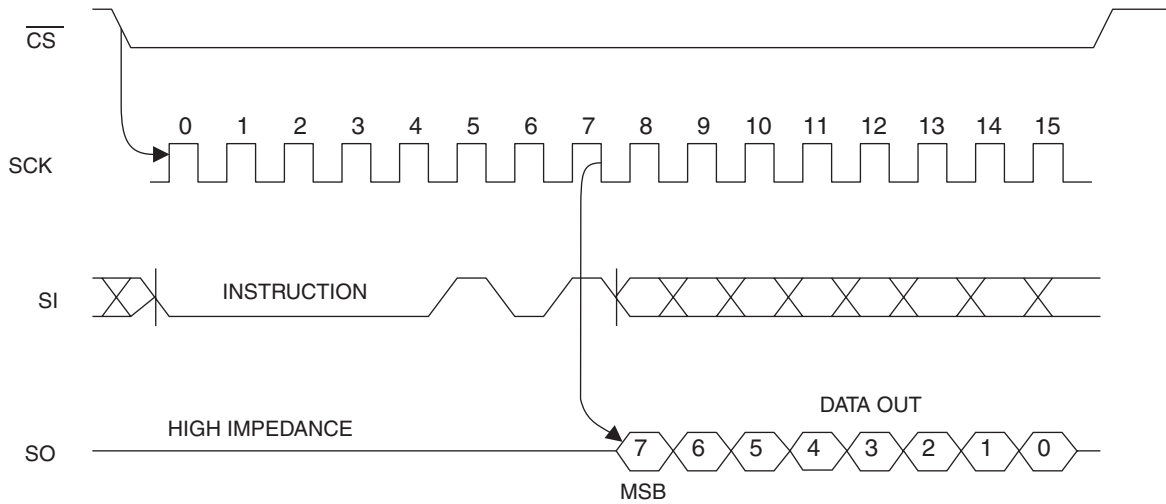 CS
0 1 2 3 4 5 6 7 8 9 10 11 12 13 14 15
SCK
SI
INSTRUCTION
DATA OUT
HIGH IMPEDANCE
SO
7 6 5 4 3 2 1 0
MSB